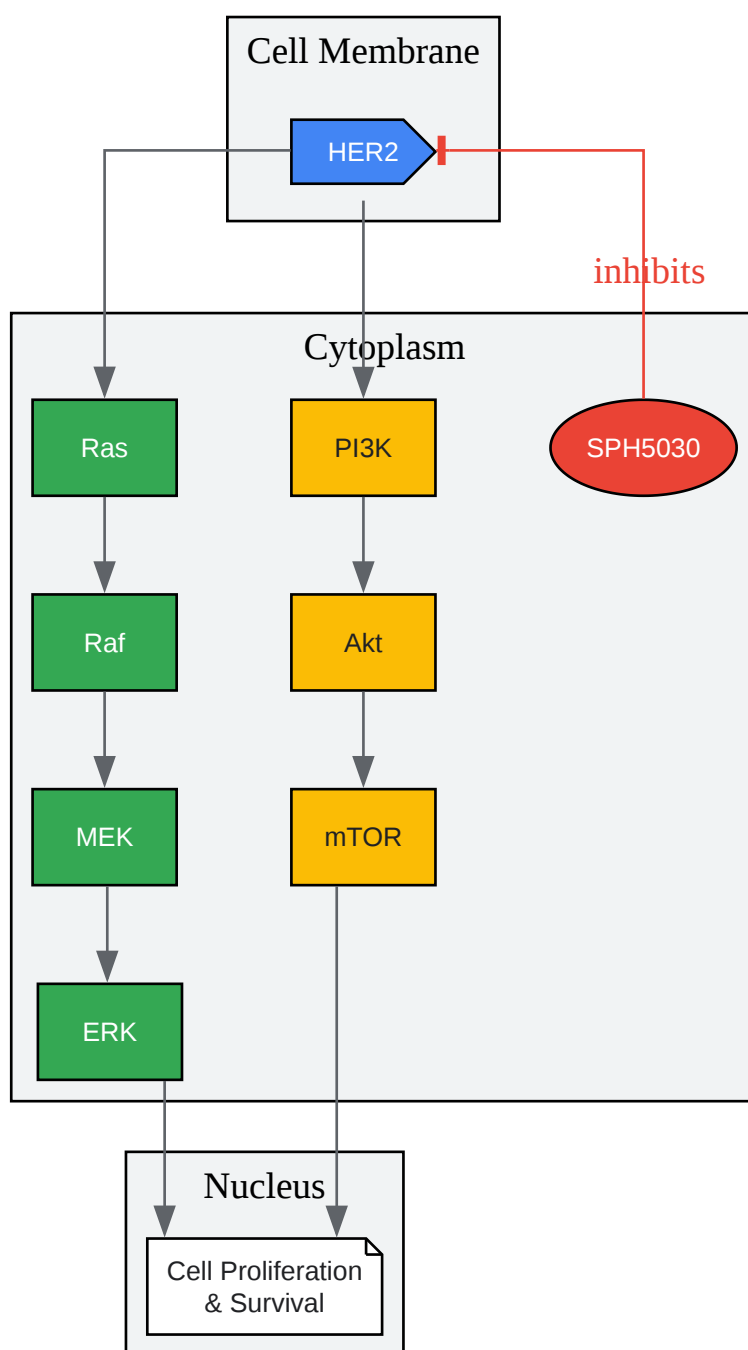 Cell Membrane
HER2
inhibits
Cytoplasm
Ras
PI3K
SPH5030
Raf
Akt
MEK
mTOR
ERK
Nucleus
Cell Proliferation
& Survival